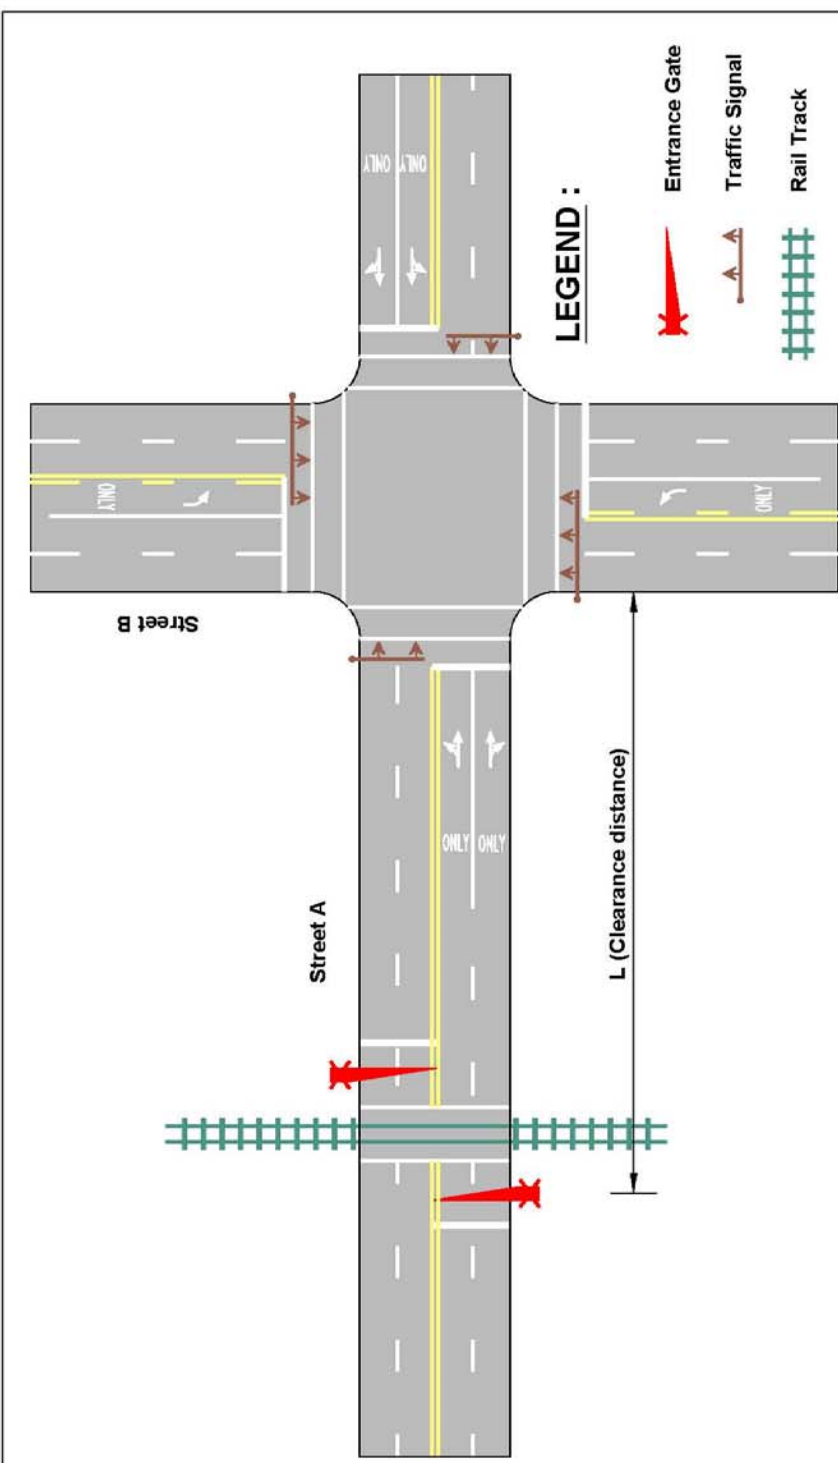 ONLY
ONLY
ONLY
Street B
Street A
ONLY
ONLY
ONLY
L (Clearance distance)
LEGEND :
Entrance Gate
Traffic Signal
Rail Track